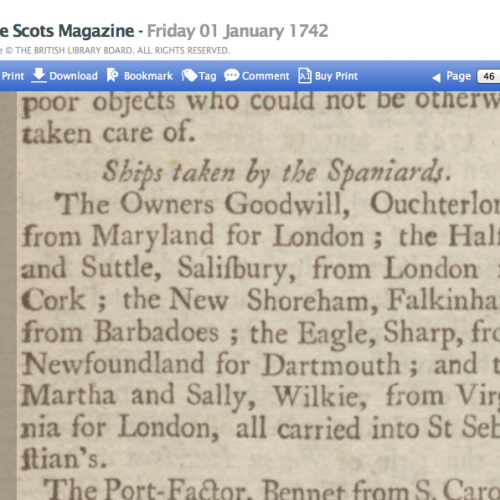 e Scots Magazine - Friday 01 January 1742
e © THE BRITISH LIBRARY BOARD. ALL RIGHTS RESERVED.
Print Download Bookmark Tag Comment Buy Print Page 46
poor objects who could not be otherw
taken care of.
Ships taken by the Spaniards.
The Owners Goodwill, Ouchterlon
from Maryland for London ; the Half
and Suttle, Saliſbury, from London
Cork ; the New Shoreham, Falkinha
from Barbadoes ; the Eagle, Sharp, fro
Newfoundland for Dartmouth ; and t
Martha and Sally, Wilkie, from Virg
nia for London, all carried into St Seb
ſtian's.
The Port-Factor, Bennet from S. Caro